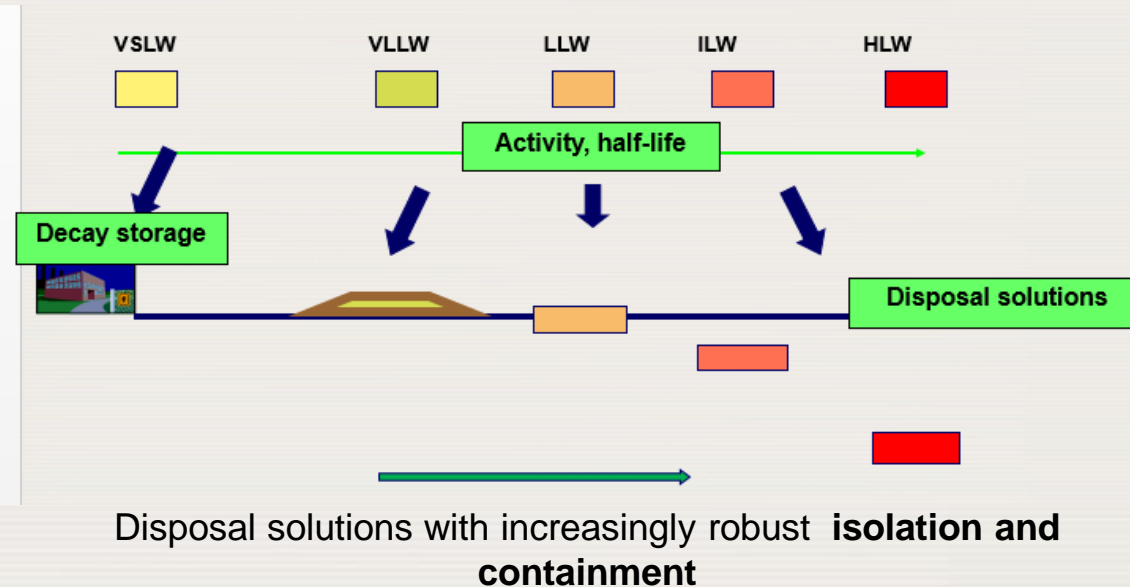 VSLW VLLW LLW ILW HLW
Activity, half-life
Decay storage
Disposal solutions
Disposal solutions with increasingly robust isolation and
containment